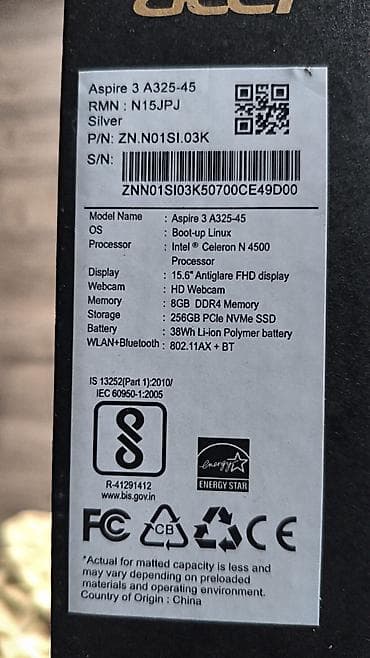 acer
Aspire 3 A325-45
RMN : N15JPJ
Silver
P/N: ZN.N01SI.03K
S/N:
ZNN01SI03K50700CE49D00
Model Name : Aspire 3 A325-45
OS : Boot-up Linux
Processor : Intel ® Celeron N 4500
Processor
Display : 15.6" Antiglare FHD display
Webcam : HD Webcam
Memory : 8GB DDR4 Memory
Storage : 256GB PCIe NVMe SSD
Battery : 38Wh Li-ion Polymer battery
WLAN+Bluetooth : 802.11AX + BT
IS 13252(Part 1):2010/
IEC 60950-1:2005
R-41291412
www.bis.gov.in
energy
ENERGY STAR
FC CB CE
*Actual for matted capacity is less and
may vary depending on preloaded
materials and operating environment.
Country of Origin : China